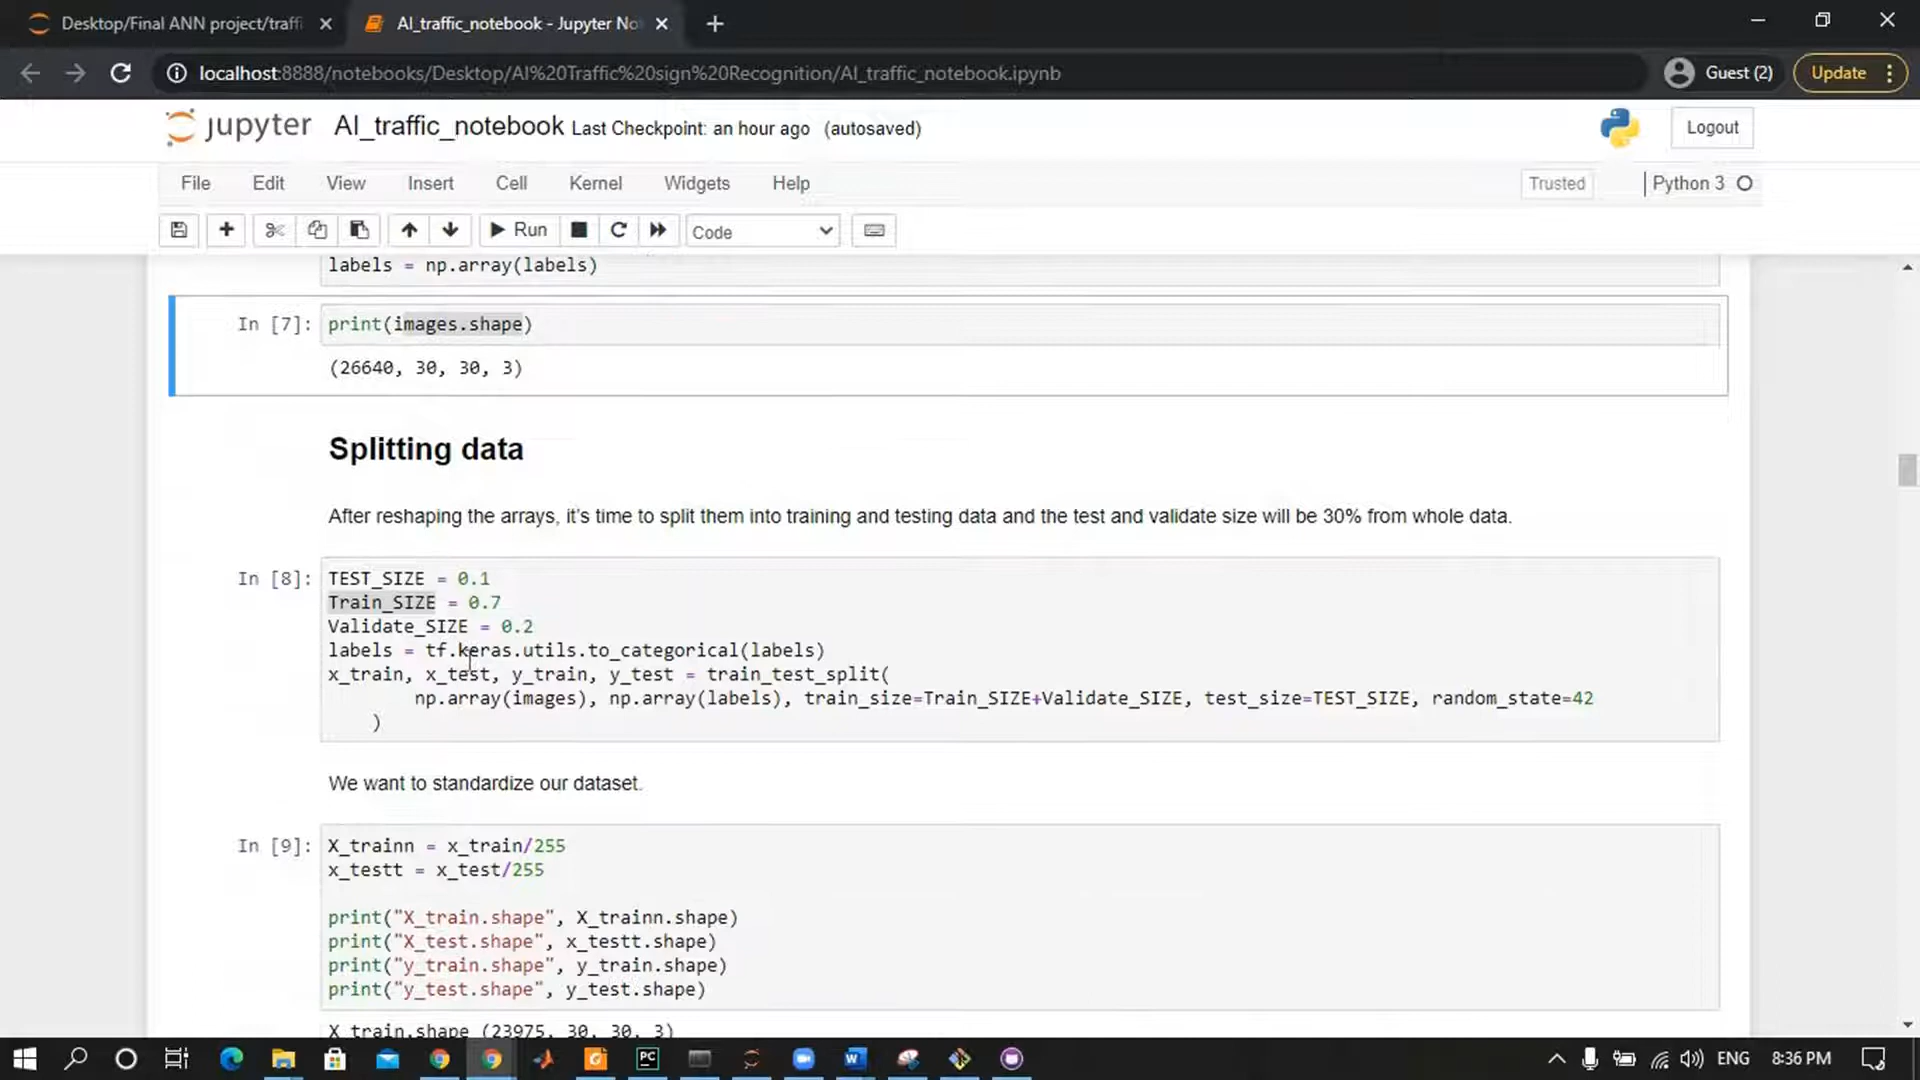 Desktop/Final ANN project/traffi
AI_traffic_notebook - Jupyter No
localhost:8888/notebooks/Desktop/AI%20Traffic%20sign%20Recognition/AI_traffic_notebook.ipynb
Guest (2)
Update
jupyter AI_traffic_notebook Last Checkpoint: an hour ago (autosaved)
Logout
File Edit View Insert Cell Kernel Widgets Help
Trusted
Python 3
Run
Code
labels = np.array(labels)
In [7]: print(images.shape)
(26640, 30, 30, 3)
Splitting data
After reshaping the arrays, it's time to split them into training and testing data and the test and validate size will be 30% from whole data.
In [8]: TEST_SIZE = 0.1
Train_SIZE = 0.7
Validate_SIZE = 0.2
labels = tf.keras.utils.to_categorical(labels)
x_train, x_test, y_train, y_test = train_test_split(
np.array(images), np.array(labels), train_size=Train_SIZE+Validate_SIZE, test_size=TEST_SIZE, random_state=42
)
We want to standardize our dataset.
In [9]: X_trainn = x_train/255
x_testt = x_test/255
print("X_train.shape", X_trainn.shape)
print("X_test.shape", x_testt.shape)
print("y_train.shape", y_train.shape)
print("y_test.shape", y_test.shape)
X_train.shape (23975, 30, 30, 3)
PC
ENG
8:36 PM